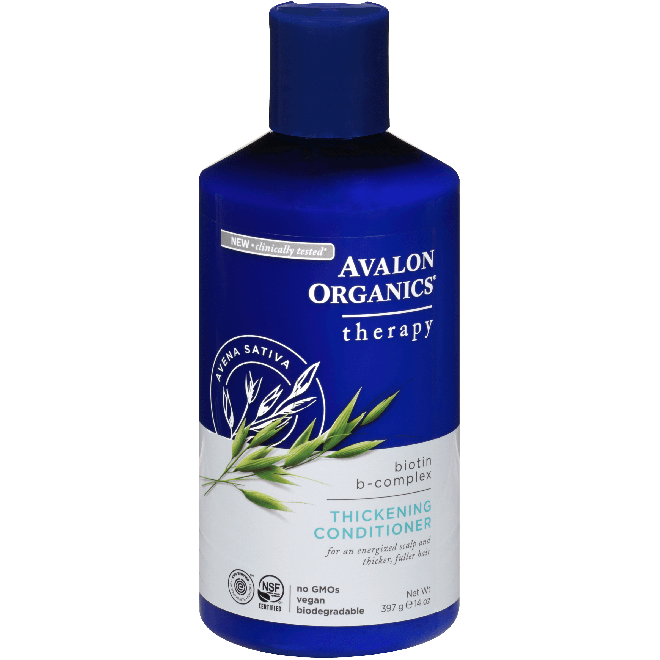 NEW • clinically tested*
AVALON
ORGANICS®
therapy
AVENA SATIVA
biotin
b-complex
THICKENING
CONDITIONER
for an energized scalp and
thicker, fuller hair
NSF
CERTIFIED
no GMOs
vegan
biodegradable
Net Wt
397 g ℮ 14 oz